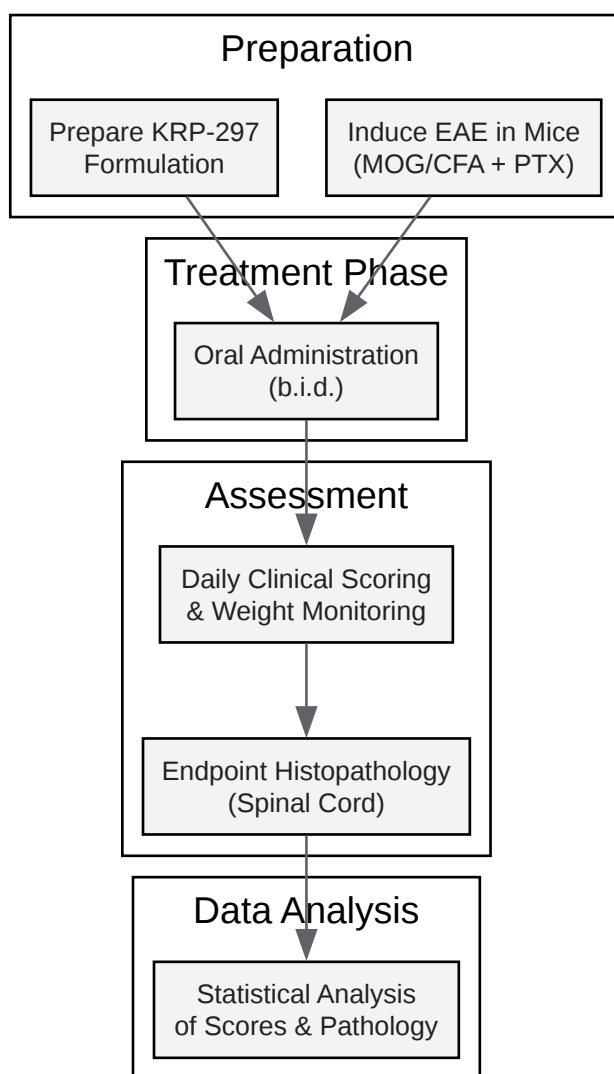 Preparation
Prepare KRP-297
Formulation
Induce EAE in Mice
(MOG/CFA + PTX)
Treatment Phase
Oral Administration
(b.i.d.)
Assessment
Daily Clinical Scoring
& Weight Monitoring
Endpoint Histopathology
(Spinal Cord)
Data Analysis
Statistical Analysis
of Scores & Pathology